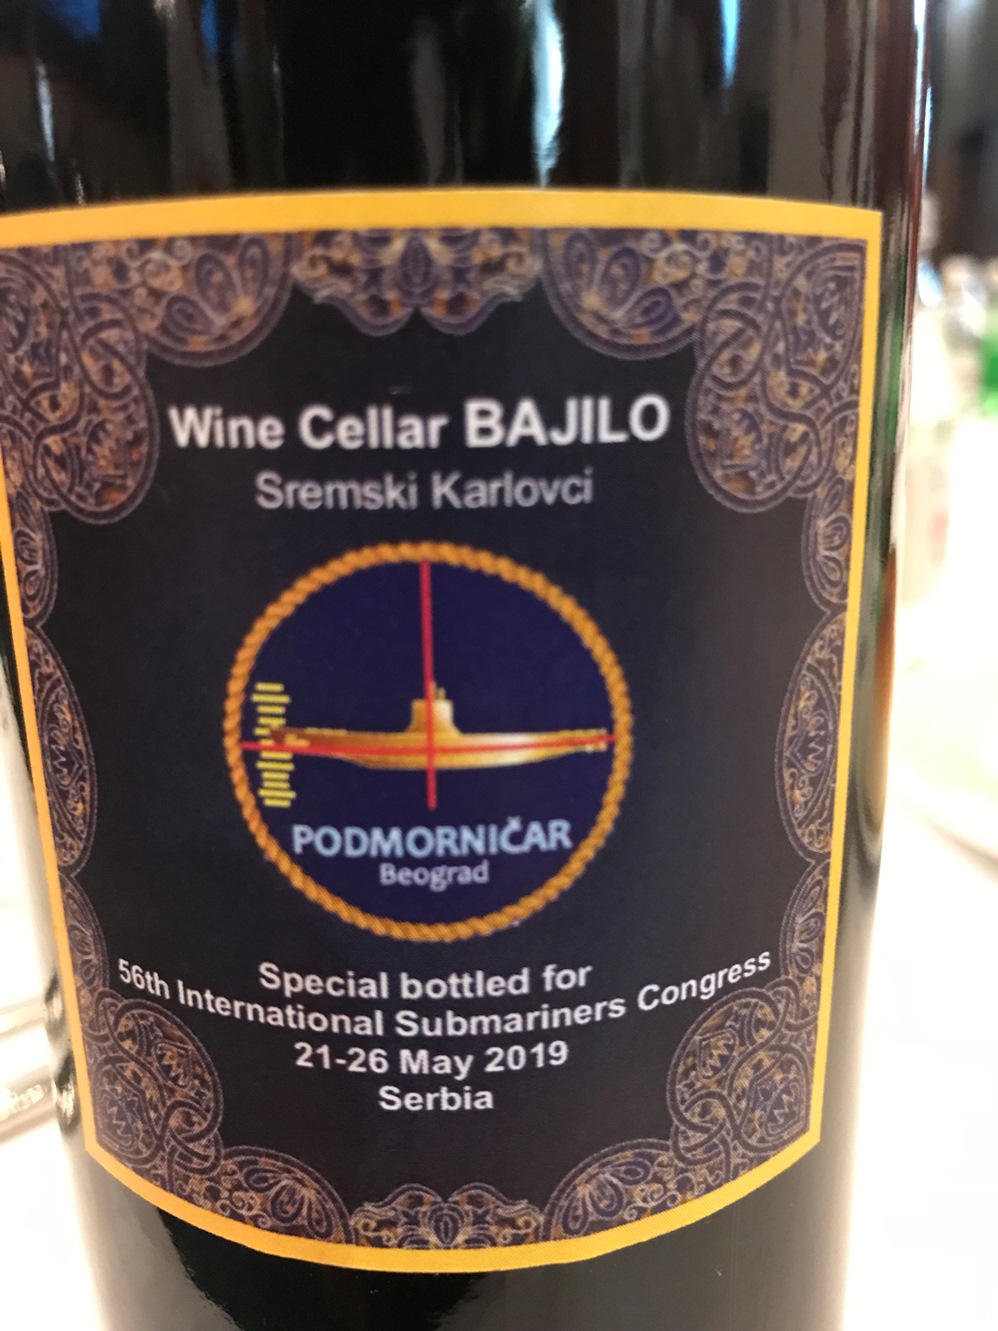 Wine Cellar BAJILO
Sremski Karlovci
PODMORNIČAR
Beograd
Special bottled for
56th International Submariners Congress
21-26 May 2019
Serbia